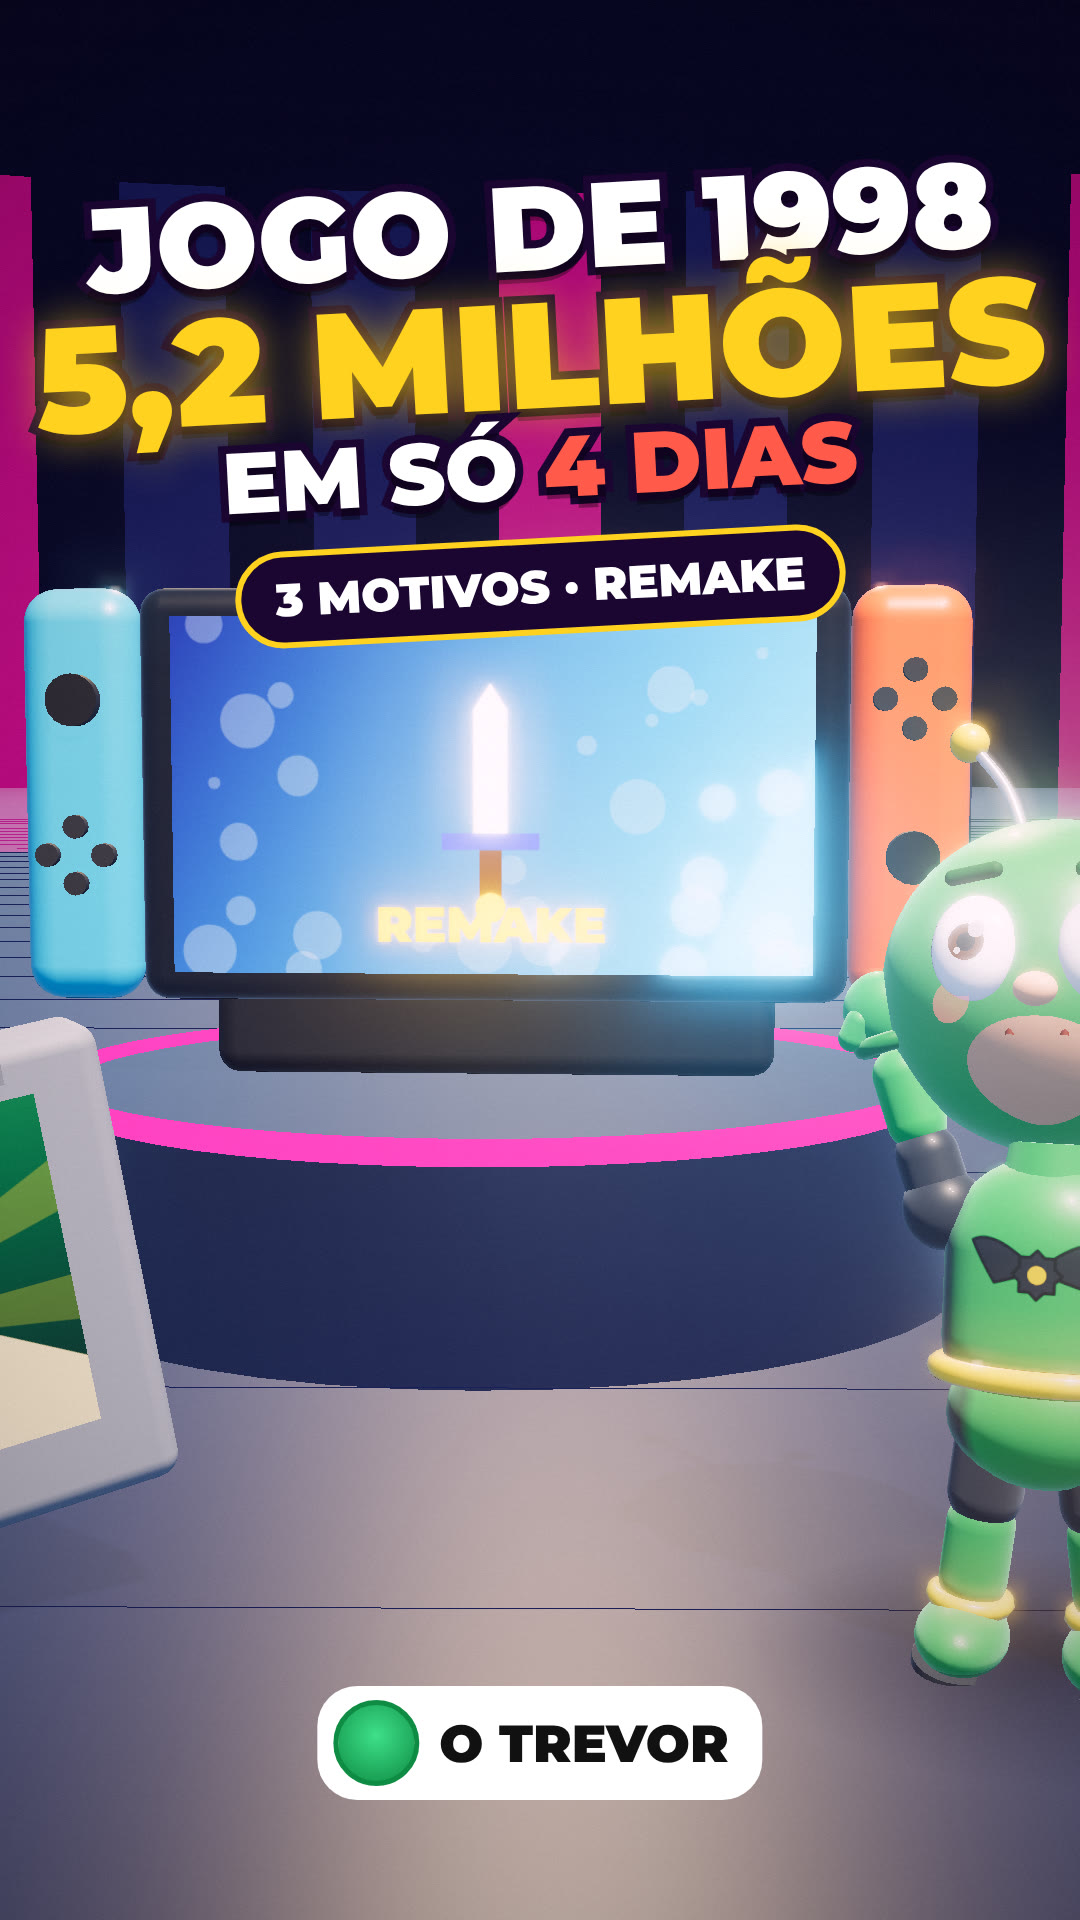 JOGO DE 1998
5,2 MILHÕES
EM SÓ 4 DIAS
3 MOTIVOS • REMAKE
REMAKE
O TREVOR